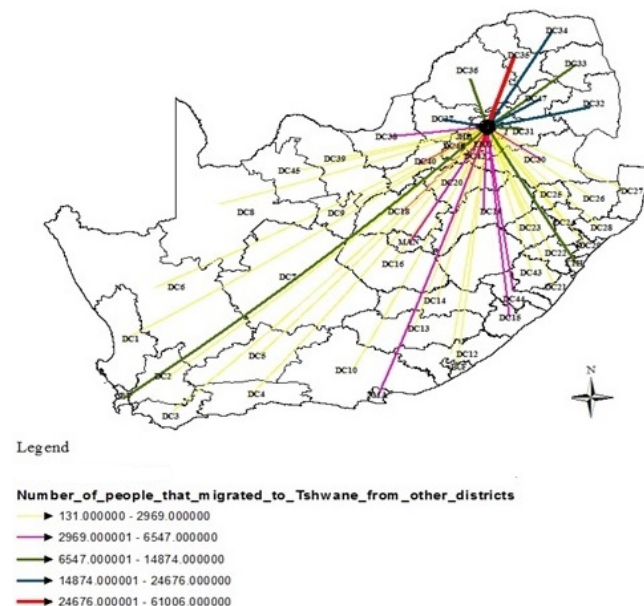 DC34
DC35
DC36
DC33
DC47
DC32
DC37
DC31
DC38
DC39
DC40
DC30
DC45
DC20
DC27
DC25
DC26
DC8
DC9
DC18
DC24
DC28
DC23
MAN
DC22
DC7
DC16
DC43
DC21
DC6
DC44
DC14
DC15
DC13
DC1
DC5
DC12
DC10
DC2
DC4
DC3
N
Legend
Number_of_people_that_migrated_to_Tshwane_from_other_districts
131.000000 - 2969.000000
2969.000001 - 6547.000000
6547.000001 - 14874.000000
14874.000001 - 24676.000000
24676.000001 - 61006.000000